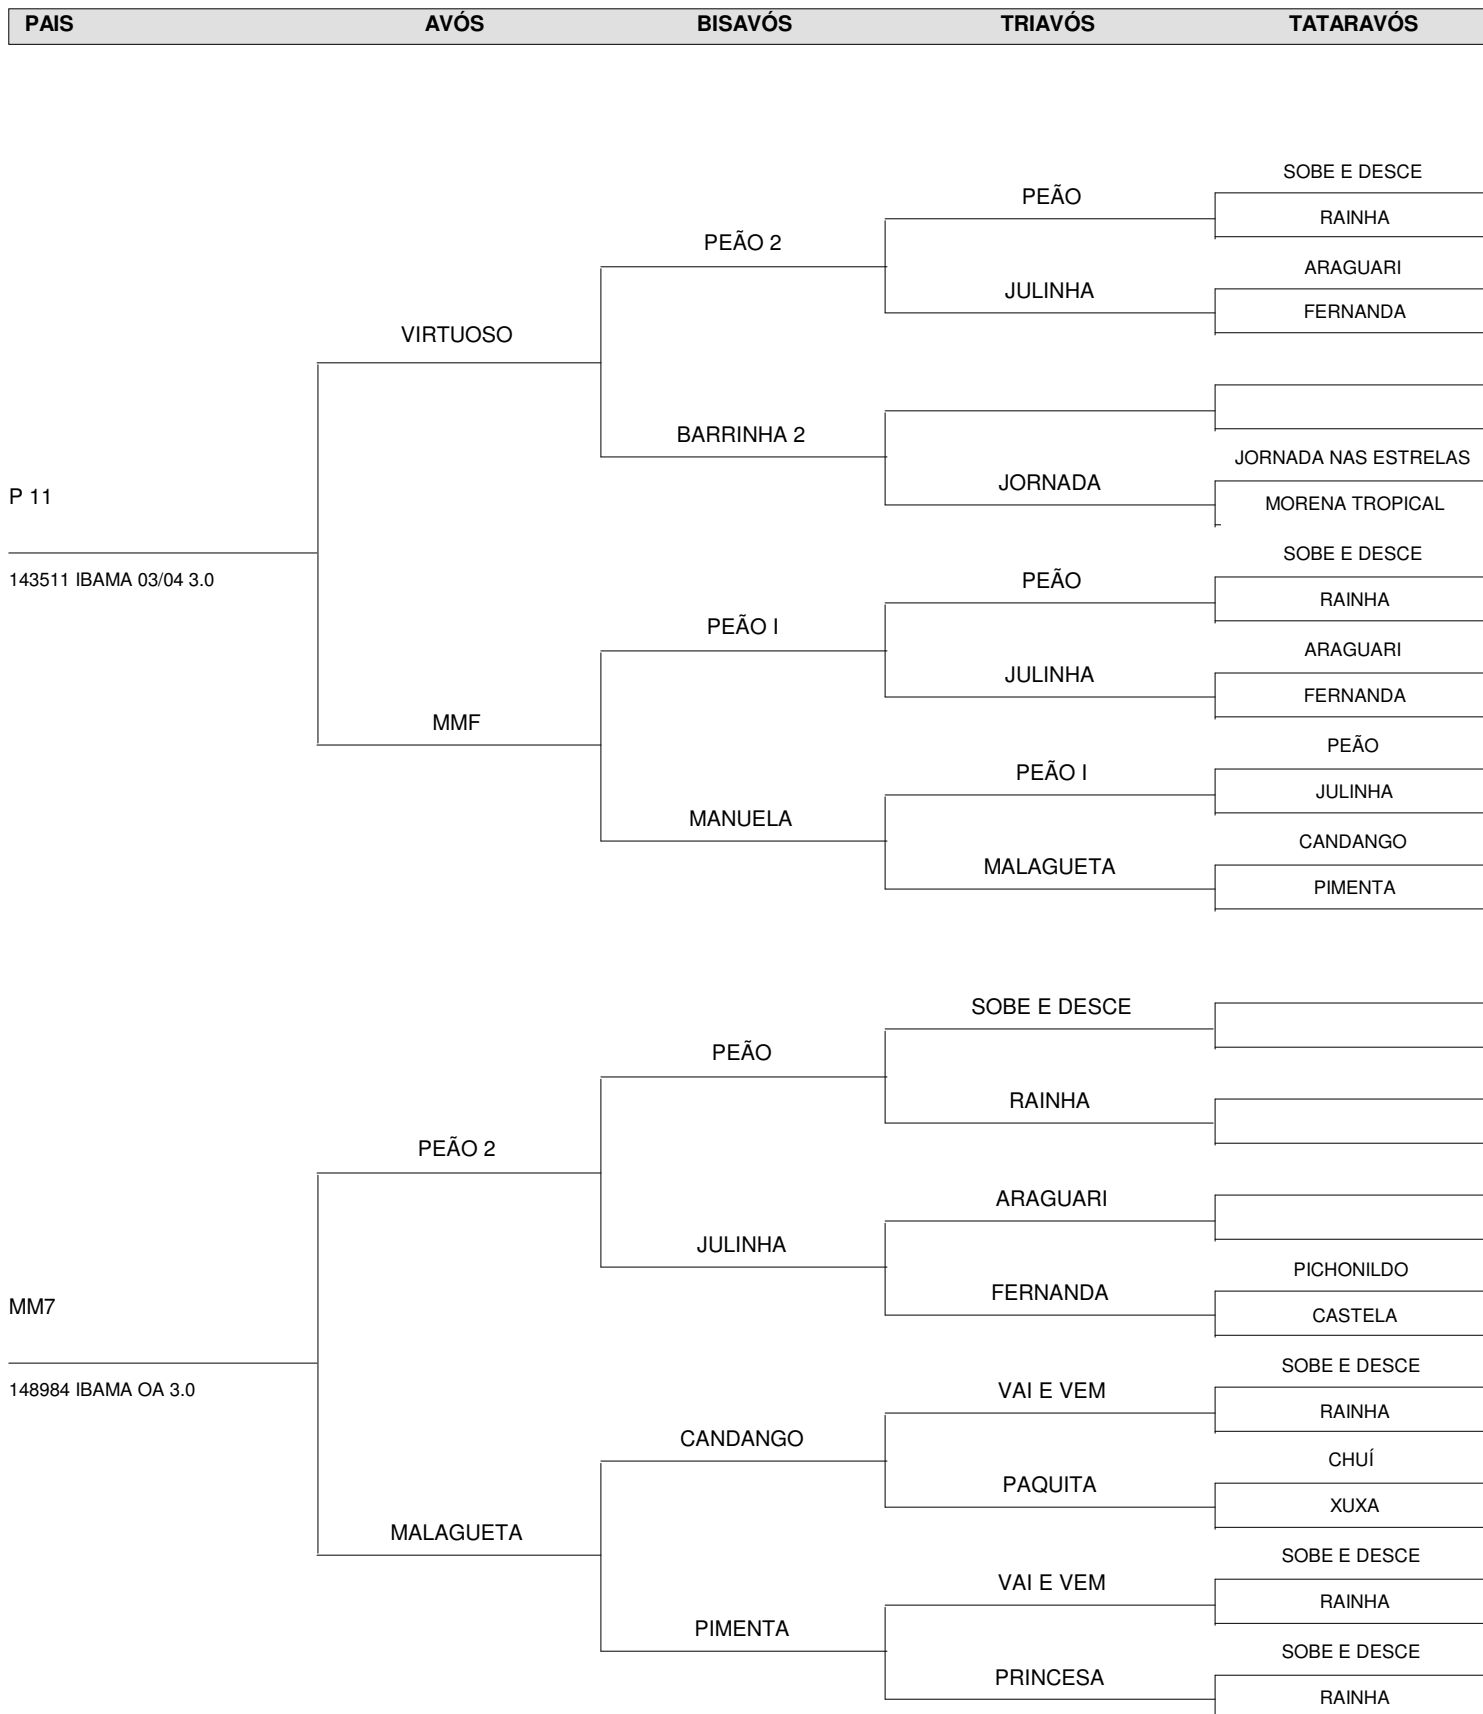 PAIS AVÓS BISAVÓS TRIAVÓS TATARAVÓS
SOBE E DESCE
PEÃO
RAINHA
PEÃO 2
ARAGUARI
JULINHA
FERNANDA
VIRTUOSO
BARRINHA 2
JORNADA NAS ESTRELAS
JORNADA
P 11
MORENA TROPICAL
SOBE E DESCE
143511 IBAMA 03/04 3.0
PEÃO
RAINHA
PEÃO I
ARAGUARI
JULINHA
FERNANDA
MMF
PEÃO
PEÃO I
JULINHA
MANUELA
CANDANGO
MALAGUETA
PIMENTA
SOBE E DESCE
PEÃO
RAINHA
PEÃO 2
ARAGUARI
JULINHA
PICHONILDO
FERNANDA
MM7
CASTELA
SOBE E DESCE
148984 IBAMA OA 3.0
VAI E VEM
RAINHA
CANDANGO
CHUÍ
PAQUITA
XUXA
MALAGUETA
SOBE E DESCE
VAI E VEM
RAINHA
PIMENTA
SOBE E DESCE
PRINCESA
RAINHA